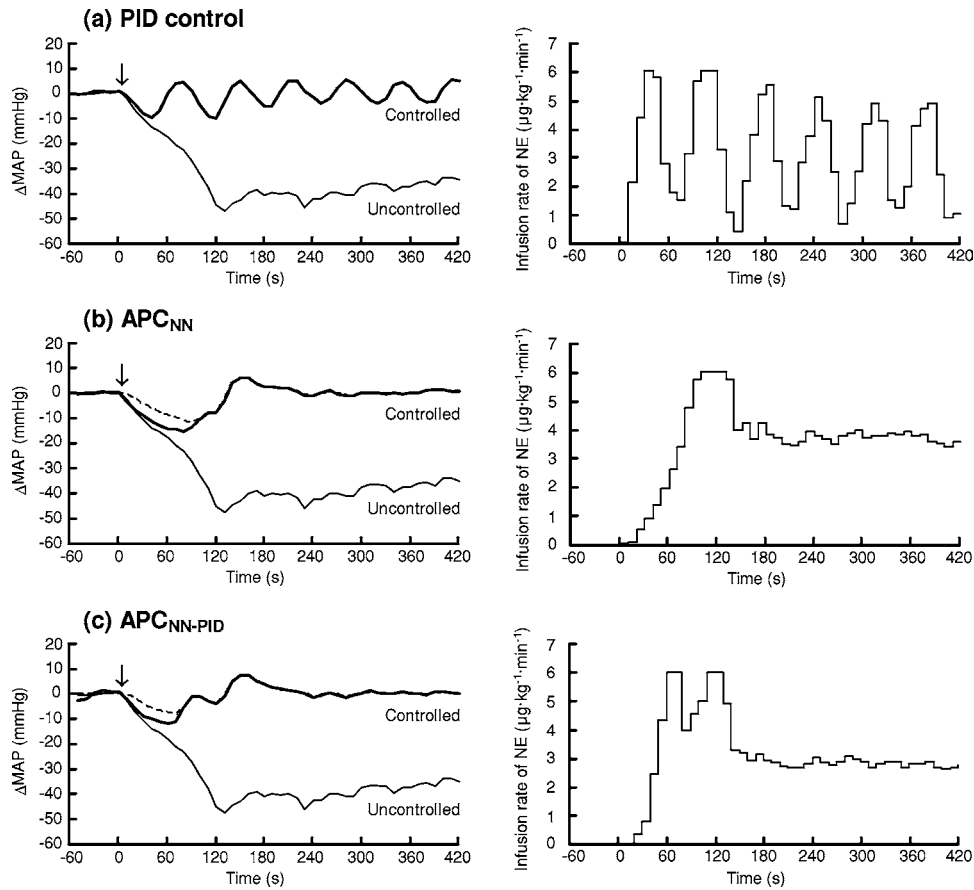 (a) PID control
20
10
0
-10
-20
-30
-40
-50
-60
ΔMAP (mmHg)
Controlled
Uncontrolled
-60 0 60 120 180 240 300 360 420
Time (s)
7
6
5
4
3
2
1
0
Infusion rate of NE (μg·kg⁻¹·min⁻¹)
-60 0 60 120 180 240 300 360 420
Time (s)
(b) APC_NN
20
10
0
-10
-20
-30
-40
-50
-60
ΔMAP (mmHg)
Controlled
Uncontrolled
-60 0 60 120 180 240 300 360 420
Time (s)
7
6
5
4
3
2
1
0
Infusion rate of NE (μg·kg⁻¹·min⁻¹)
-60 0 60 120 180 240 300 360 420
Time (s)
(c) APC_NN-PID
20
10
0
-10
-20
-30
-40
-50
-60
ΔMAP (mmHg)
Controlled
Uncontrolled
-60 0 60 120 180 240 300 360 420
Time (s)
7
6
5
4
3
2
1
0
Infusion rate of NE (μg·kg⁻¹·min⁻¹)
-60 0 60 120 180 240 300 360 420
Time (s)